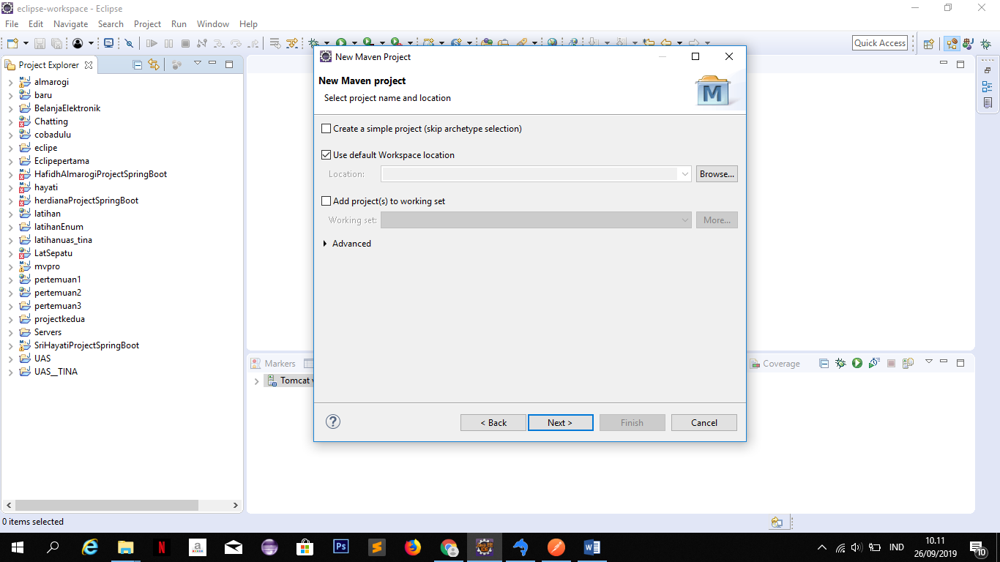 eclipse-workspace - Eclipse
File Edit Navigate Search Project Run Window Help
Quick Access
Project Explorer
almarogi
baru
BelanjaElektronik
Chatting
cobadulu
eclipe
Eclipepertama
HafidhAlmarogiProjectSpringBoot
hayati
herdianaProjectSpringBoot
latihan
latihanEnum
latihanuas_tina
LatSepatu
mvpro
pertemuan1
pertemuan2
pertemuan3
projectkedua
Servers
SriHayatiProjectSpringBoot
UAS
UAS__TINA
New Maven Project
New Maven project
Select project name and location
M
Create a simple project (skip archetype selection)
Use default Workspace location
Location: Browse...
Add project(s) to working set
Working set: More...
Advanced
? < Back Next > Finish Cancel
Markers
Coverage
Tomcat v
0 items selected
N a Ps S W IND 10.11
26/09/2019 10